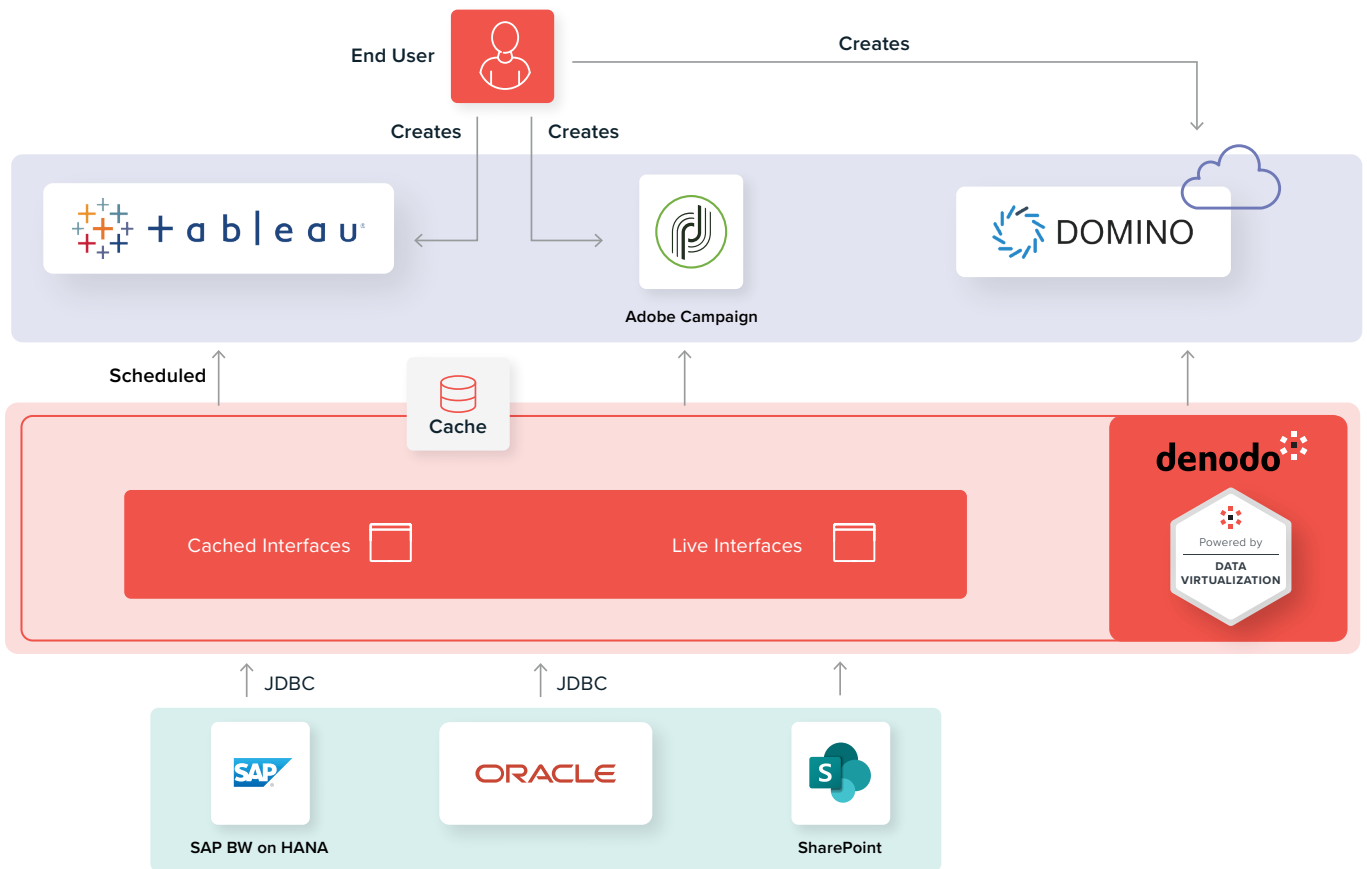 End User
Creates
Creates
Creates
+ableau®
DOMINO
Adobe Campaign
Scheduled
Cache
denodo
Cached Interfaces
Live Interfaces
Powered by
DATA
VIRTUALIZATION
JDBC
JDBC
SAP®
ORACLE
S
SAP BW on HANA
SharePoint